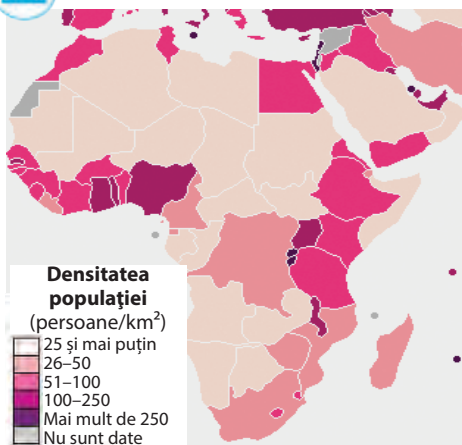 Densitatea
populației
(persoane/km²)
25 și mai puțin
26–50
51–100
100–250
Mai mult de 250
Nu sunt date